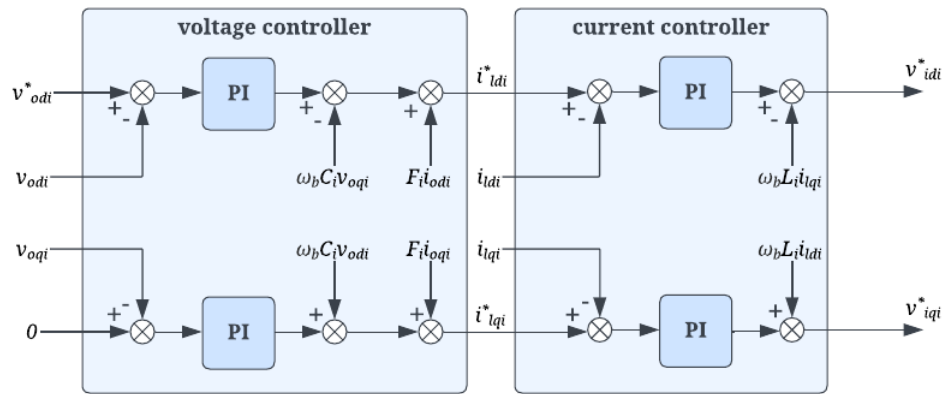 voltage controller
current controller
v*odi
PI
i*ldi
PI
v*idi
+
-
+
-
+
+
-
+
-
vodi
ωbCivoqi
Fiiodi
ildi
ωbLiilqi
voqi
ωbCivodi
Fiioqi
ilqi
ωbLiildi
+
-
+
+
+
-
+
0
PI
i*lqi
PI
v*iqi